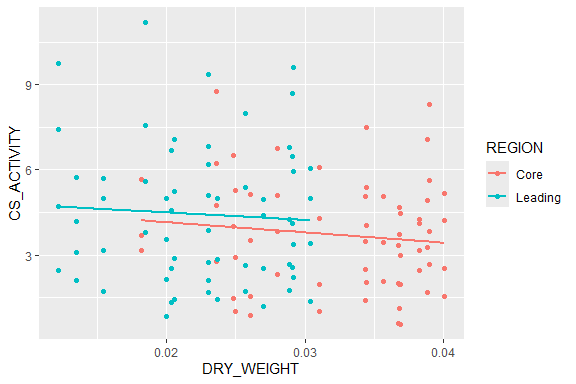 9
6
3
CS_ACTIVITY
0.02
0.03
0.04
DRY_WEIGHT
REGION
Core
Leading